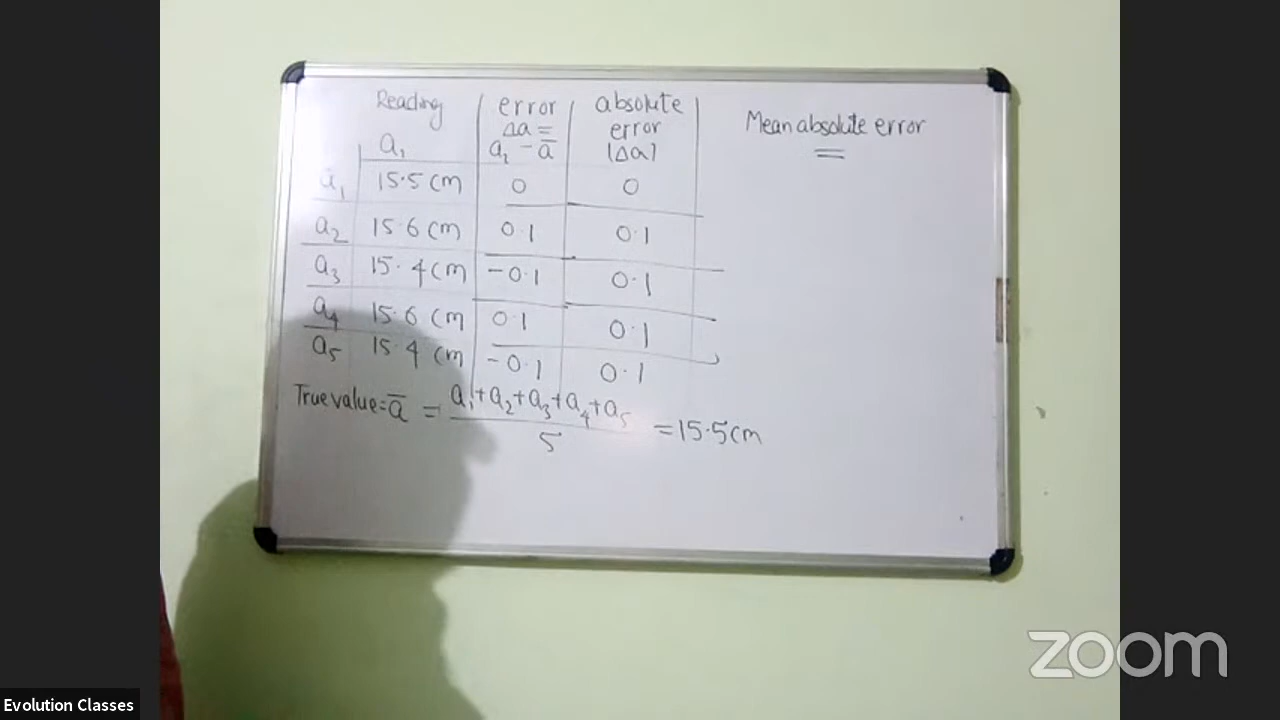 Reading error absolute
Δa = error Mean absolute error
a₁ a₂ - a̅ |Δa| =
a₁ 15.5 cm 0 0
a₂ 15.6 cm 0.1 0.1
a₃ 15.4 cm -0.1 0.1
a₄ 15.6 cm 0.1 0.1
a₅ 15.4 cm -0.1 0.1
True value = a̅ = a₁+a₂+a₃+a₄+a₅ = 15.5 cm
5
zoom
Evolution Classes